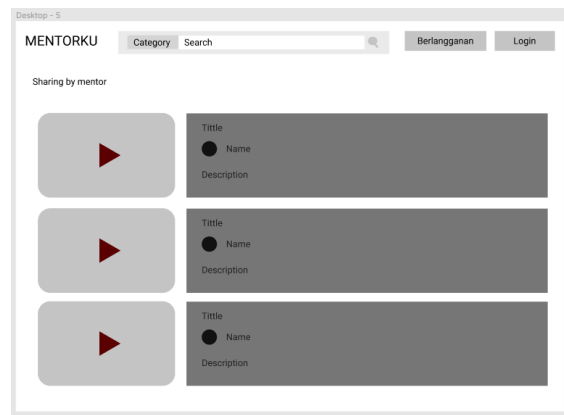 Desktop - 5
MENTORKU
Category
Search
Berlangganan
Login
Sharing by mentor
Tittle
Name
Description
Tittle
Name
Description
Tittle
Name
Description